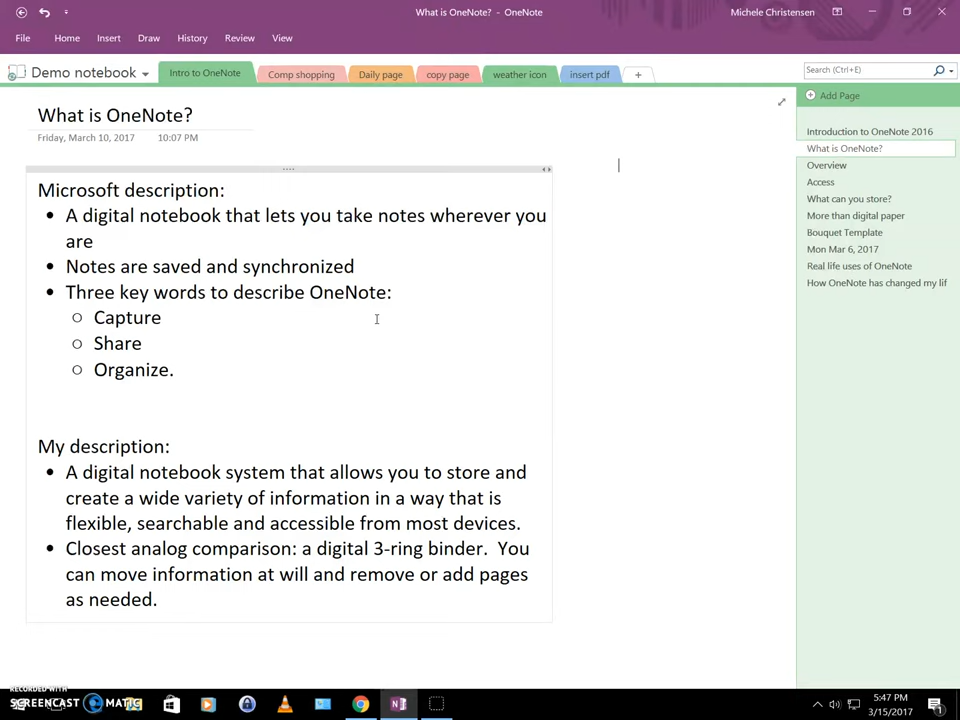 What is OneNote? - OneNote
Michele Christensen
File Home Insert Draw History Review View
Demo notebook
Intro to OneNote
Comp shopping
Daily page
copy page
weather icon
insert pdf
+
Search (Ctrl+E)
Add Page
What is OneNote?
Friday, March 10, 2017 10:07 PM
Microsoft description:
• A digital notebook that lets you take notes wherever you
are
• Notes are saved and synchronized
• Three key words to describe OneNote:
○ Capture
○ Share
○ Organize.
My description:
• A digital notebook system that allows you to store and
create a wide variety of information in a way that is
flexible, searchable and accessible from most devices.
• Closest analog comparison: a digital 3-ring binder.  You
can move information at will and remove or add pages
as needed.
Introduction to OneNote 2016
What is OneNote?
Overview
Access
What can you store?
More than digital paper
Bouquet Template
Mon Mar 6, 2017
Real life uses of OneNote
How OneNote has changed my lif
RECORDED WITH
SCREENCAST MATIC
5:47 PM
3/15/2017